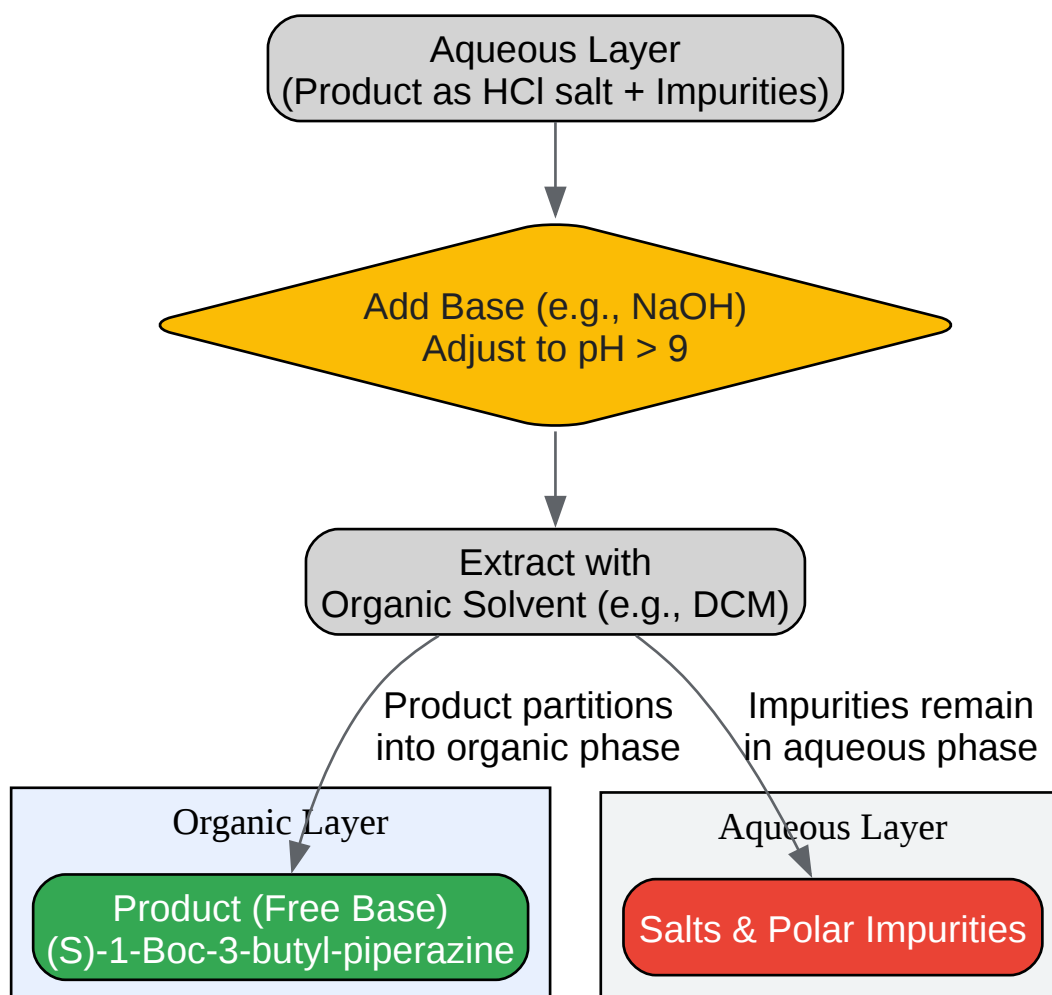 Aqueous Layer
(Product as HCl salt + Impurities)
Add Base (e.g., NaOH)
Adjust to pH > 9
Extract with
Organic Solvent (e.g., DCM)
Product partitions
into organic phase
Impurities remain
in aqueous phase
Organic Layer
Product (Free Base)
(S)-1-Boc-3-butyl-piperazine
Aqueous Layer
Salts & Polar Impurities